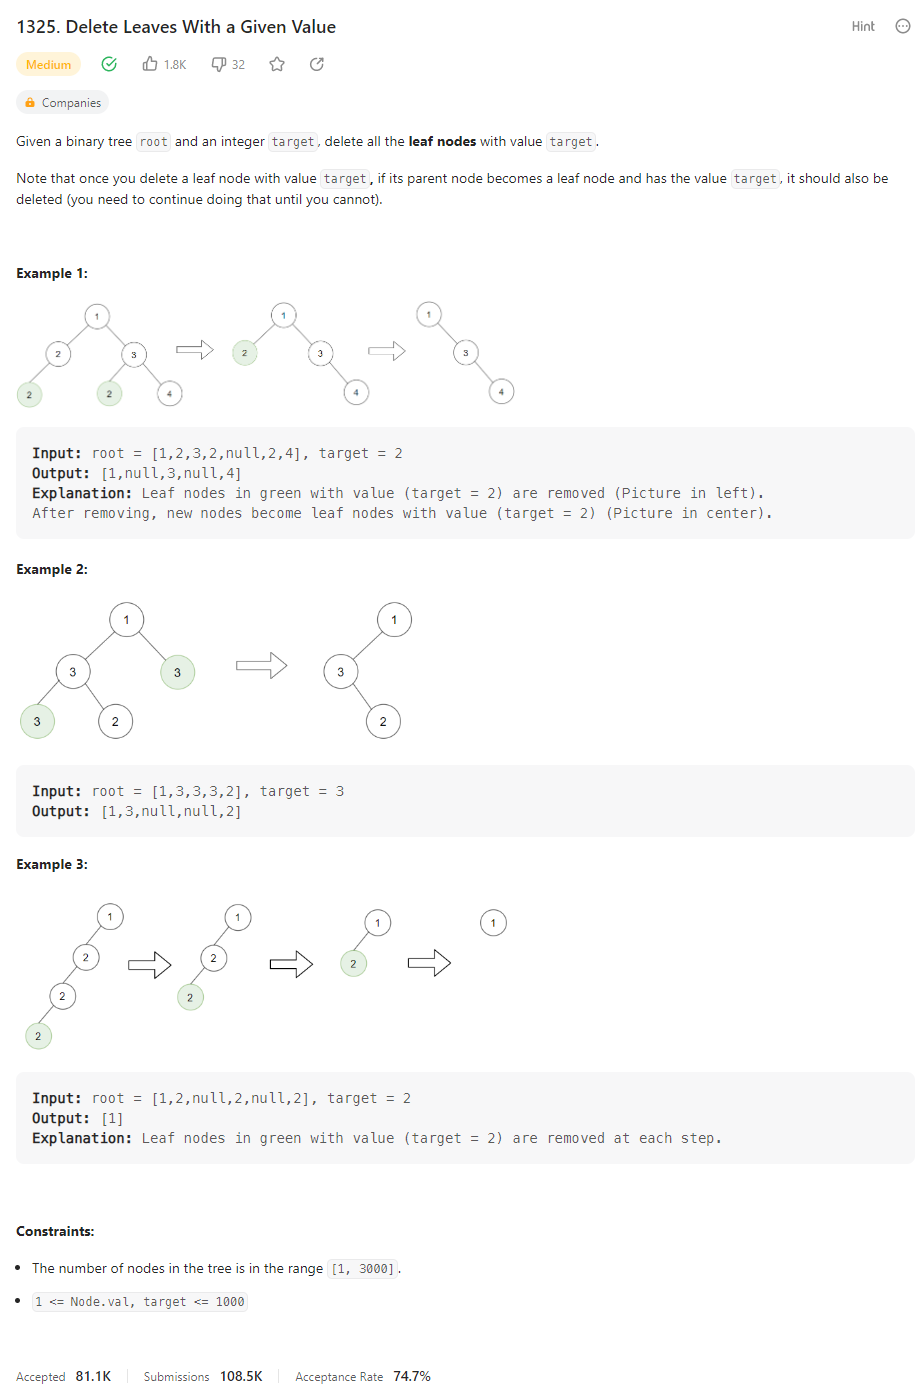 1325. Delete Leaves With a Given Value
Hint
Medium
1.8K
32
Companies
Given a binary tree root and an integer target, delete all the leaf nodes with value target.
Note that once you delete a leaf node with value target, if its parent node becomes a leaf node and has the value target, it should also be
deleted (you need to continue doing that until you cannot).
Example 1:
1 1 1
2 3 2 3 3
2 2 4 4 4
Input: root = [1,2,3,2,null,2,4], target = 2
Output: [1,null,3,null,4]
Explanation: Leaf nodes in green with value (target = 2) are removed (Picture in left).
After removing, new nodes become leaf nodes with value (target = 2) (Picture in center).
Example 2:
1 1
3 3 3
3 2 2
Input: root = [1,3,3,3,2], target = 3
Output: [1,3,null,null,2]
Example 3:
1 1 1 1
2 2 2
2 2
2
Input: root = [1,2,null,2,null,2], target = 2
Output: [1]
Explanation: Leaf nodes in green with value (target = 2) are removed at each step.
Constraints:
• The number of nodes in the tree is in the range [1, 3000].
• 1 <= Node.val, target <= 1000
Accepted 81.1K Submissions 108.5K Acceptance Rate 74.7%